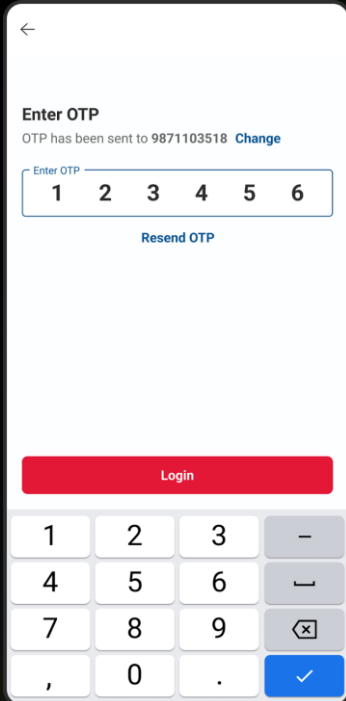 Enter OTP
OTP has been sent to 9871103518 Change
Enter OTP
1 2 3 4 5 6
Resend OTP
Login
1 2 3 –
4 5 6
7 8 9
, 0 .